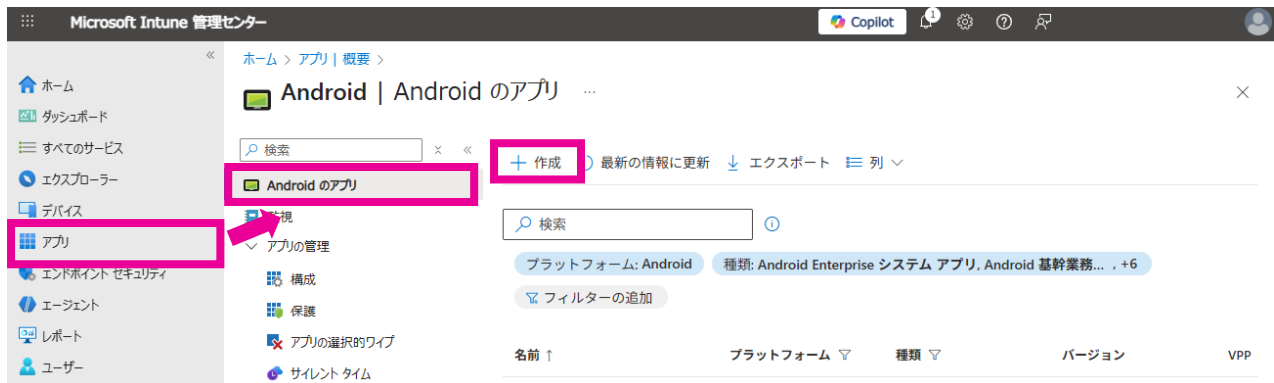 Microsoft Intune 管理センター
Copilot
1
ホーム > アプリ | 概要 >
Android | Android のアプリ ...
ホーム
ダッシュボード
すべてのサービス
エクスプローラー
デバイス
アプリ
エンドポイント セキュリティ
エージェント
レポート
ユーザー
検索
Android のアプリ
視
アプリの管理
構成
保護
アプリの選択的ワイプ
サイレント タイム
作成
最新の情報に更新
エクスポート
列
検索
プラットフォーム: Android
種類: Android Enterprise システム アプリ, Android 基幹業務... , +6
フィルターの追加
名前 ↑
プラットフォーム
種類
バージョン
VPP